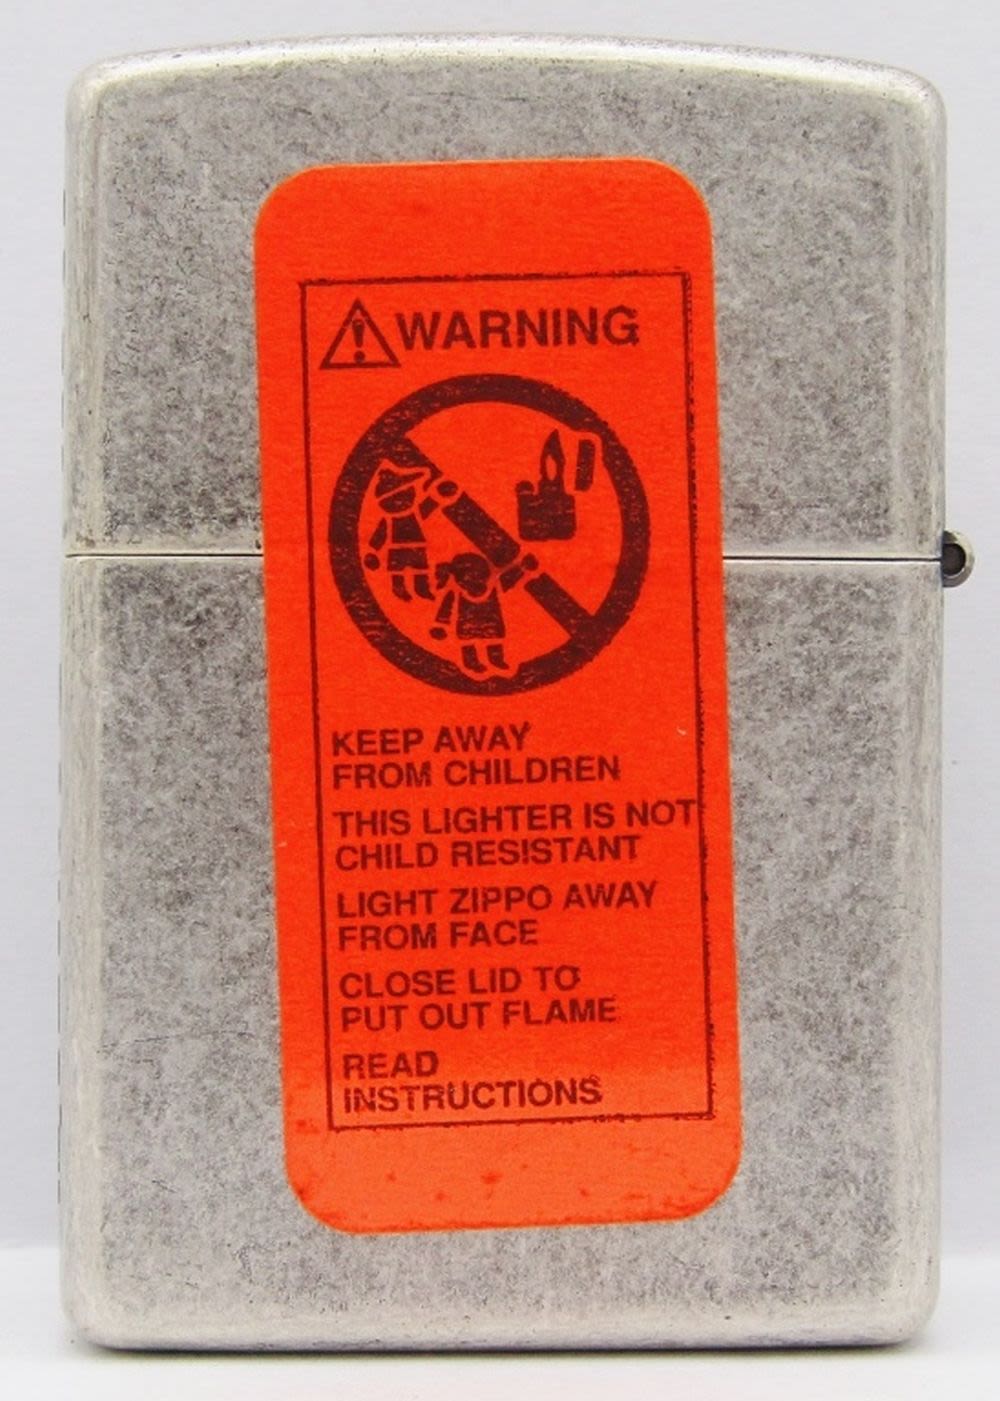 WARNING
KEEP AWAY
FROM CHILDREN
THIS LIGHTER IS NOT
CHILD RESISTANT
LIGHT ZIPPO AWAY
FROM FACE
CLOSE LID TO
PUT OUT FLAME
READ
INSTRUCTIONS